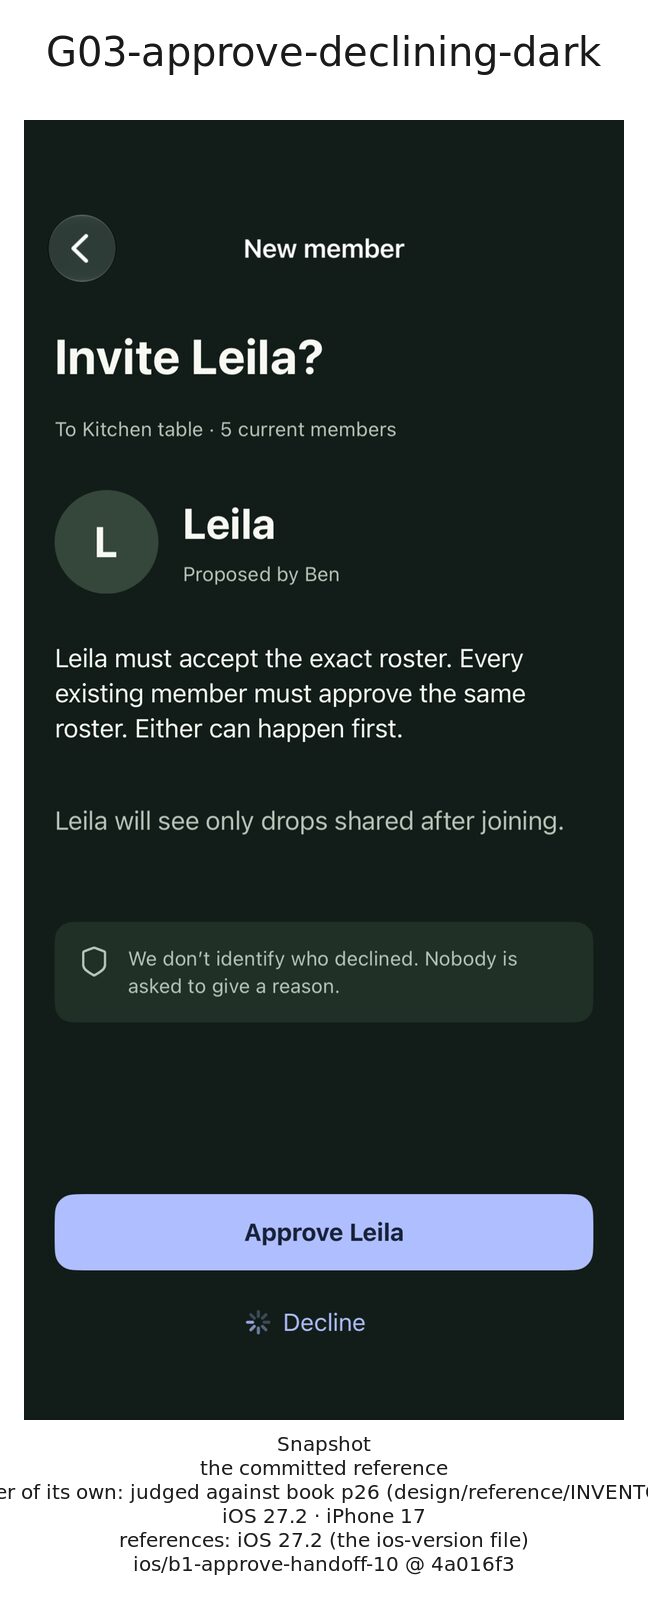 G03-approve-declining-dark
New member
Invite Leila?
To Kitchen table · 5 current members
L
Leila
Proposed by Ben
Leila must accept the exact roster. Every
existing member must approve the same
roster. Either can happen first.
Leila will see only drops shared after joining.
We don’t identify who declined. Nobody is
asked to give a reason.
Approve Leila
Decline
Snapshot
the committed reference
of its own: judged against book p26 (design/reference/
iOS 27.2 · iPhone 17
references: iOS 27.2 (the ios-version file)
ios/b1-approve-handoff-10 @ 4a016f3